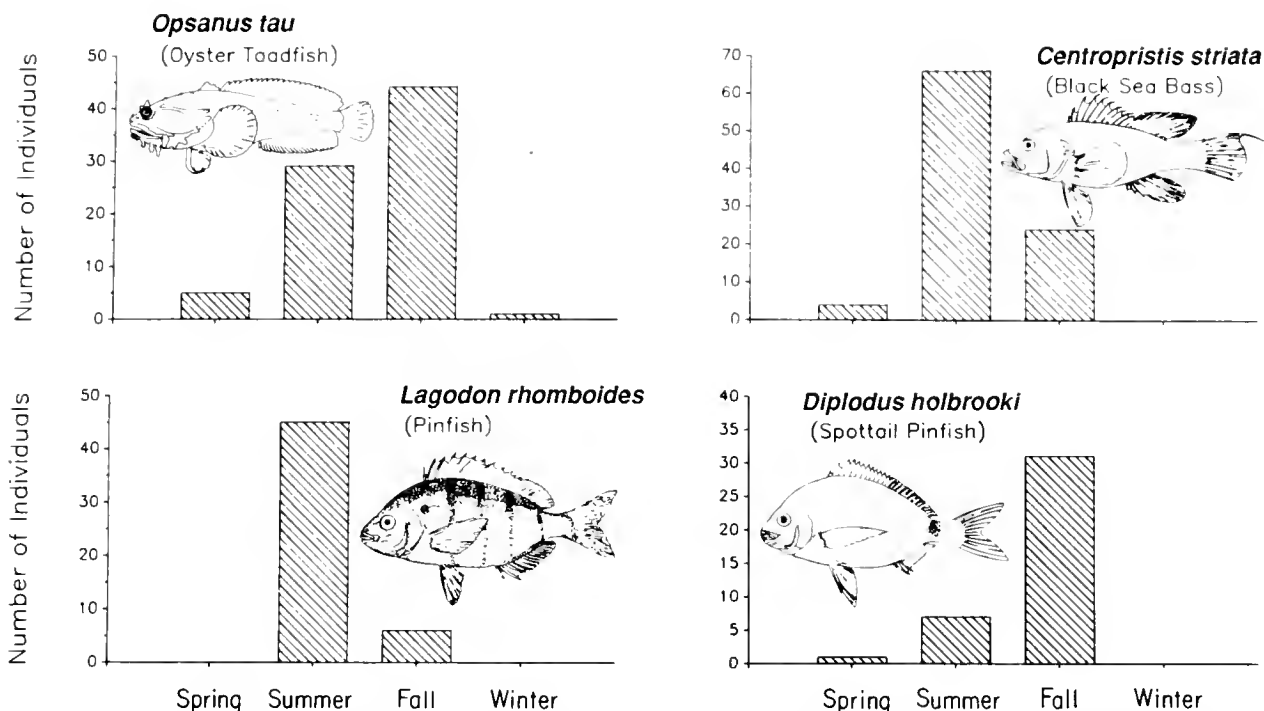 Opsanus tau
(Oyster Toadfish)
Number of Individuals
50
40
30
20
10
0
Centropristis striata
(Black Sea Bass)
70
60
50
40
30
20
10
0
Lagodon rhomboides
(Pinfish)
Number of Individuals
50
40
30
20
10
0
Spring Summer Fall Winter
Diplodus holbrooki
(Spottail Pinfish)
40
35
30
25
20
15
10
5
0
Spring Summer Fall Winter